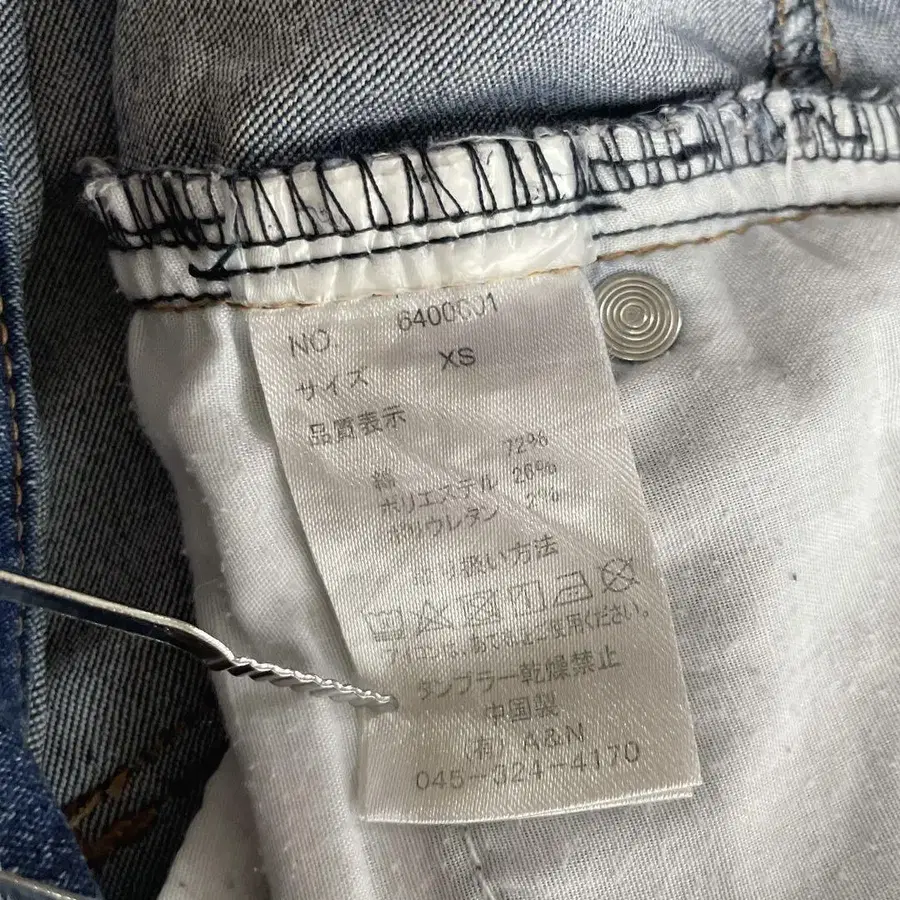 NO. 6400601
サイズ XS
品質表示
綿 72%
ポリエステル 26%
ポリウレタン 2%
取り扱い方法
アイロンは、あて布をご使用ください。
タンブラー乾燥禁止
中国製
(有) A&N
045-324-4170